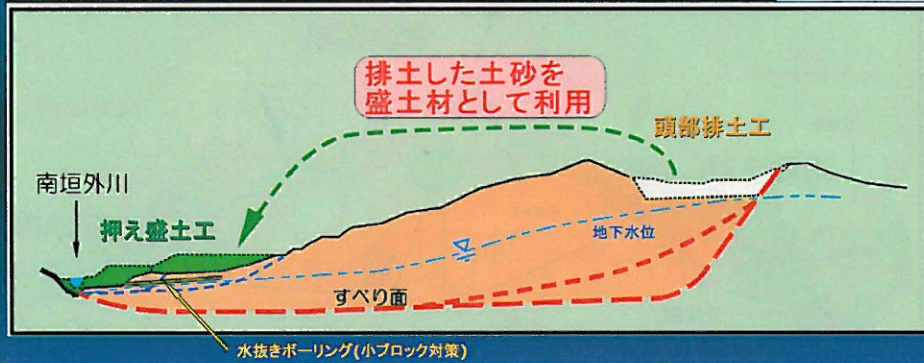 排土した土砂を
盛土材として利用
頭部排土工
南垣外川
押え盛土工
地下水位
すべり面
水抜きボーリング(小ブロック対策)